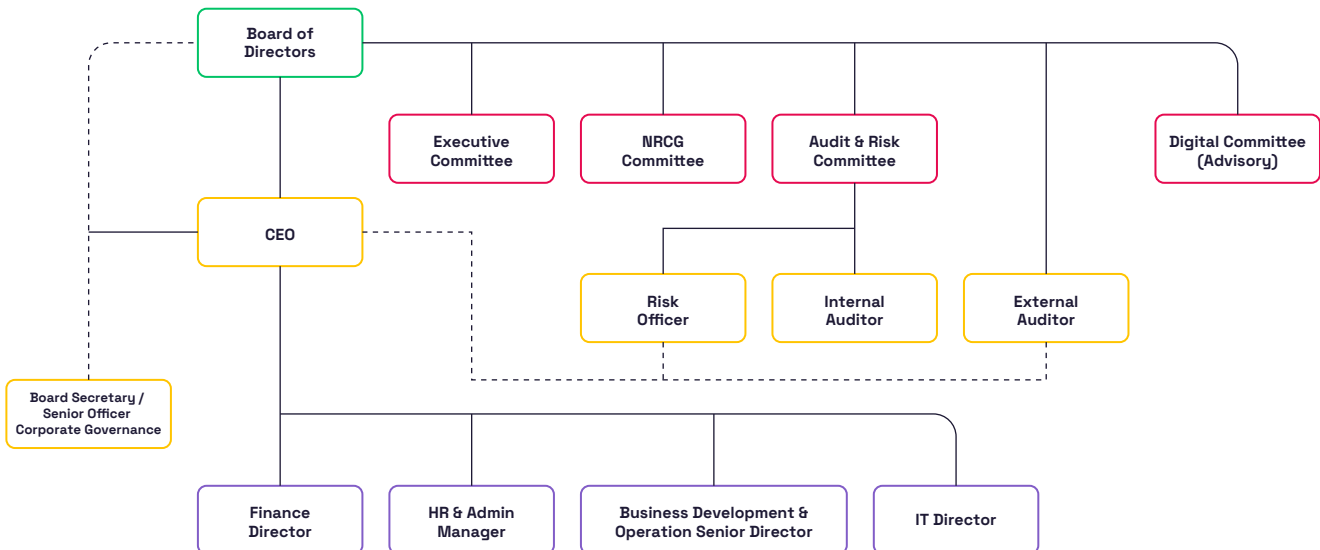 Board of
Directors
Executive
Committee
NRCG
Committee
Audit & Risk
Committee
Digital Committee
(Advisory)
CEO
Risk
Officer
Internal
Auditor
External
Auditor
Board Secretary /
Senior Officer
Corporate Governance
Finance
Director
HR & Admin
Manager
Business Development &
Operation Senior Director
IT Director